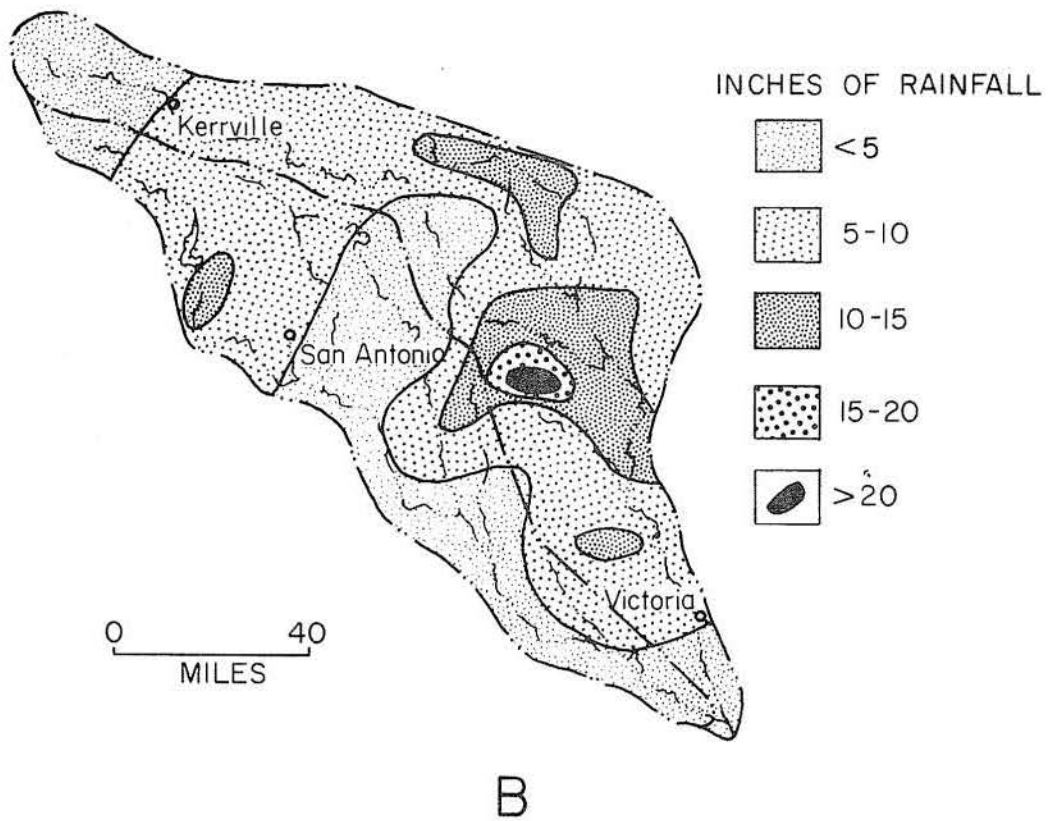 INCHES OF RAINFALL
<5
5-10
10-15
15-20
>20
Kerrville
San Antonio
Victoria
0 40
MILES
B